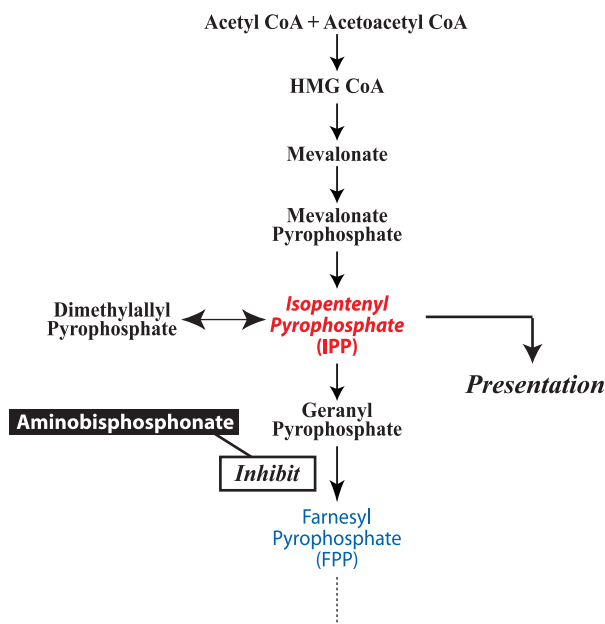 Acetyl CoA + Acetoacetyl CoA
HMG CoA
Mevalonate
Mevalonate
Pyrophosphate
Dimethylallyl
Pyrophosphate
Isopentenyl
Pyrophosphate
(IPP)
Presentation
Geranyl
Pyrophosphate
Aminobisphosphonate
Inhibit
Farnesyl
Pyrophosphate
(FPP)